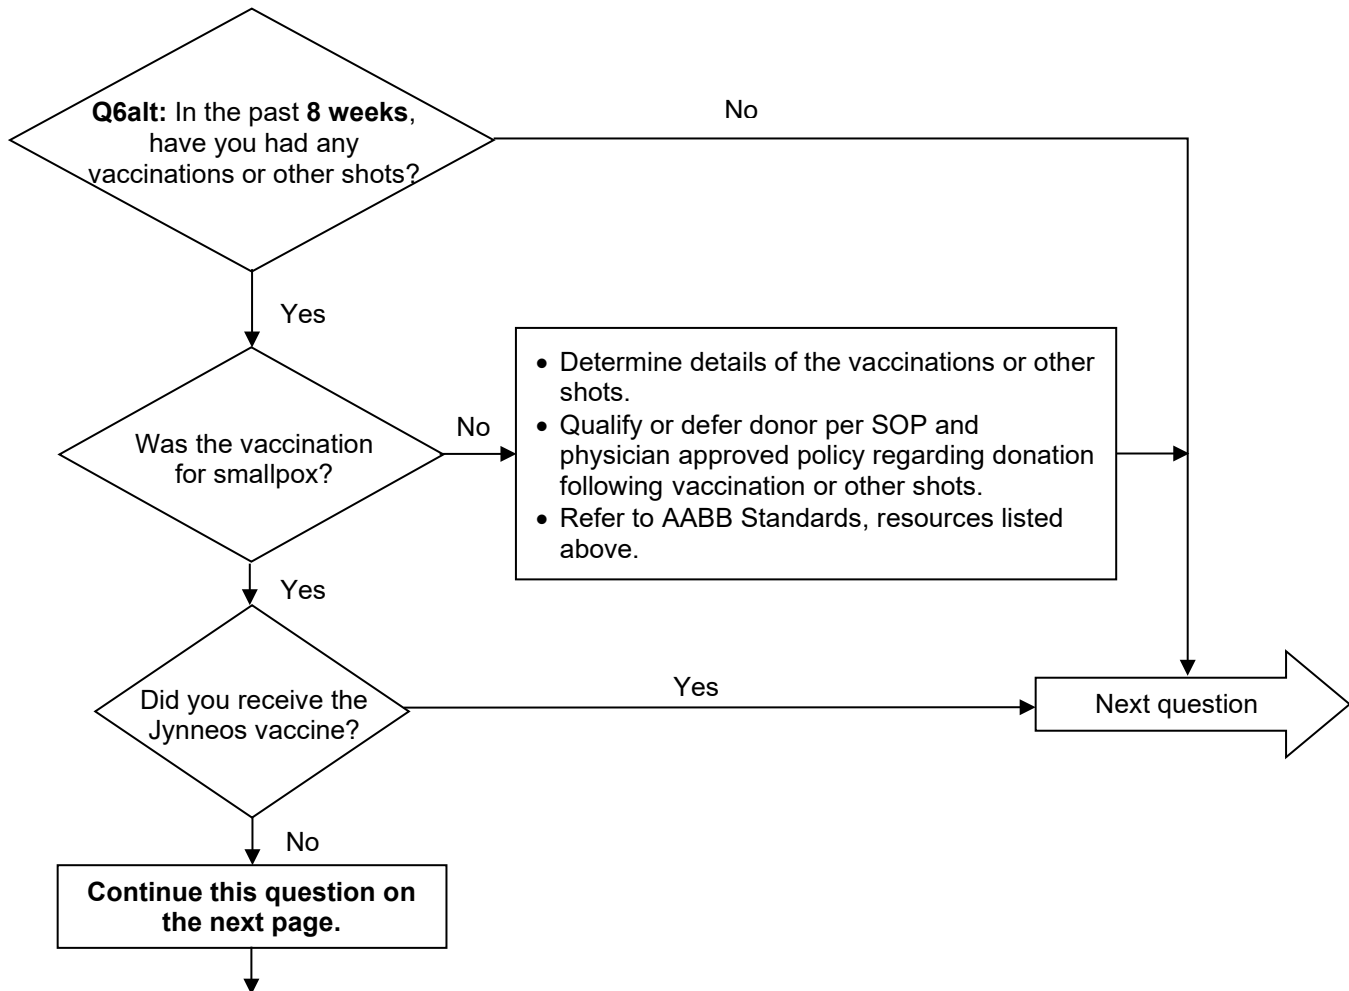 Q6alt: In the past 8 weeks,
have you had any
vaccinations or other shots?
No
Yes
Was the vaccination
for smallpox?
No
• Determine details of the vaccinations or other
shots.
• Qualify or defer donor per SOP and
physician approved policy regarding donation
following vaccination or other shots.
• Refer to AABB Standards, resources listed
above.
Yes
Did you receive the
Jynneos vaccine?
Yes
Next question
No
Continue this question on
the next page.